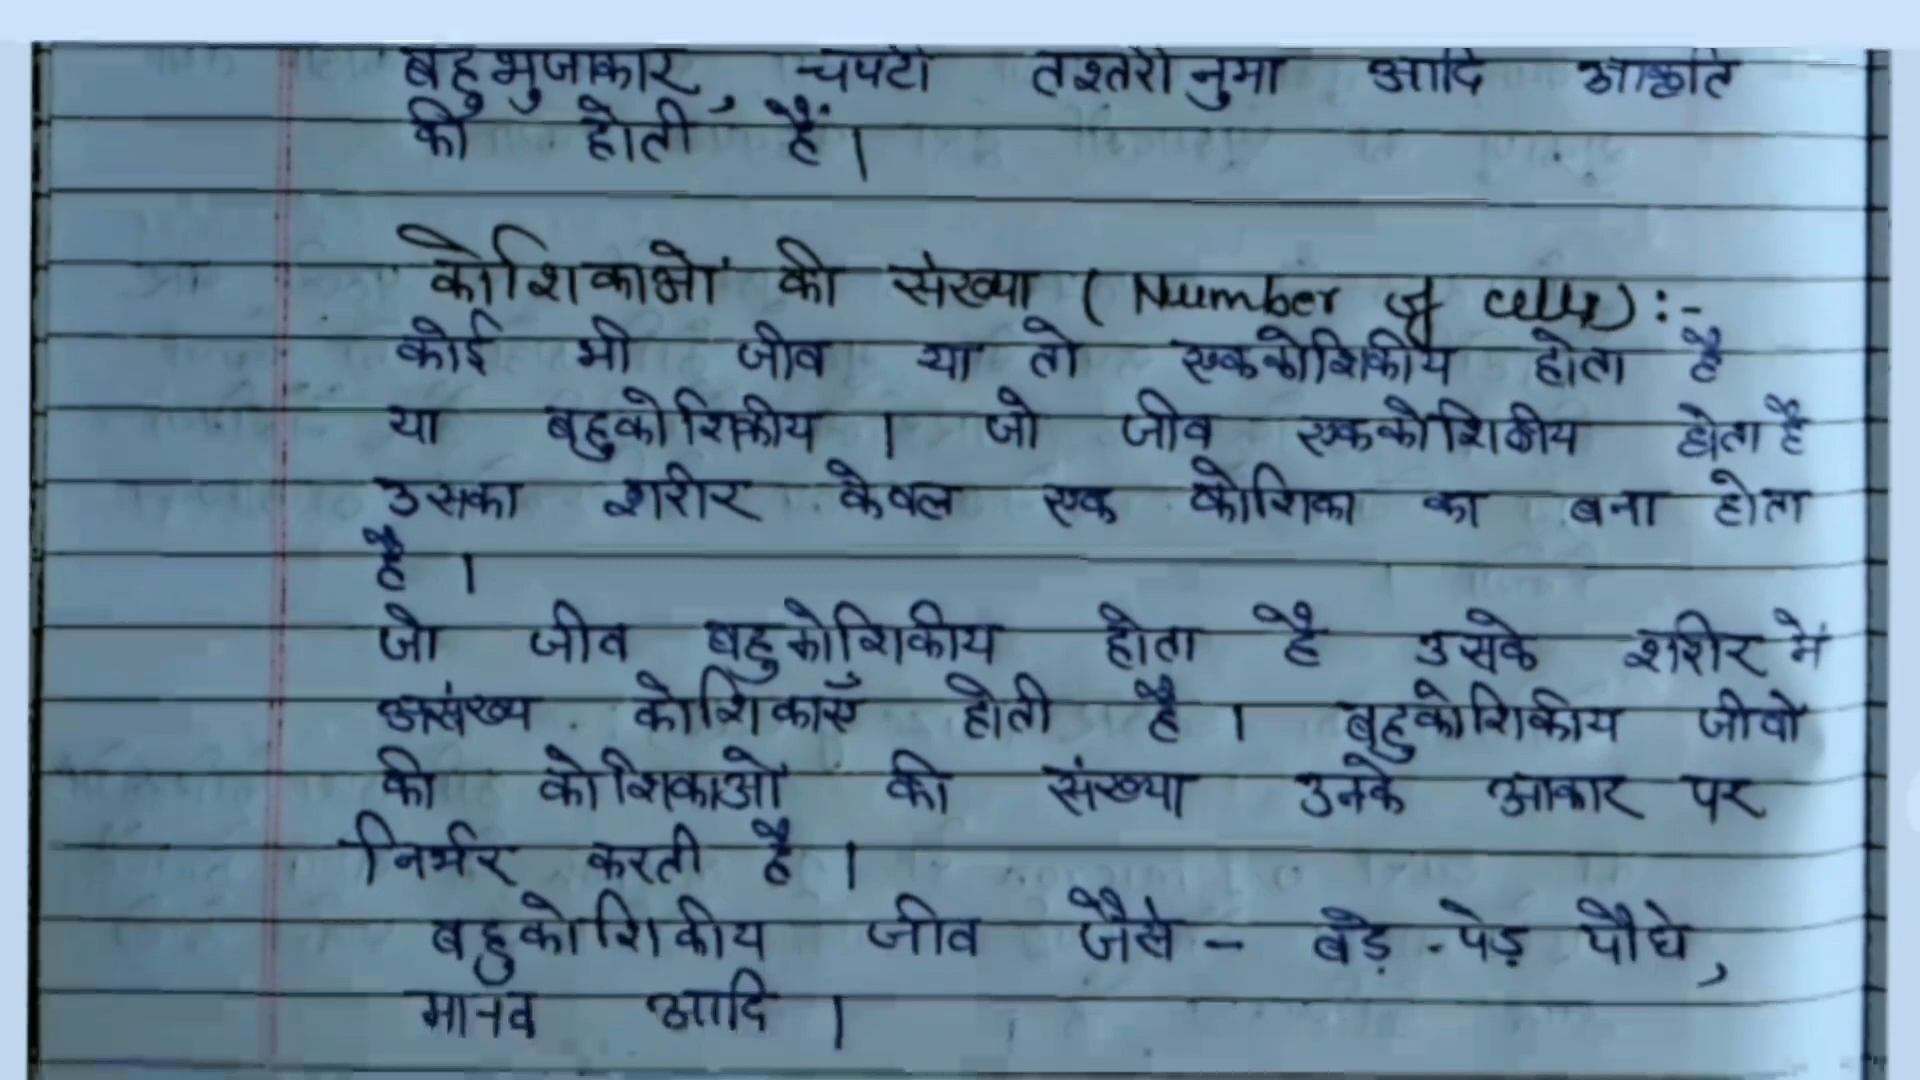 बहुभुजाकार, चपटी तश्तरी नुमा आदि आकृति
की होती हैं।
कोशिकाओं की संख्या (Number of cells):-
कोई भी जीव या तो एककोशिकीय होता है
या बहुकोशिकीय। जो जीव एककोशिकीय होता है
उसका शरीर केवल एक कोशिका का बना होता
है।
जो जीव बहुकोशिकीय होता है उसके शरीर में
असंख्य कोशिकाएँ होती है। बहुकोशिकीय जीवो
की कोशिकाओ की संख्या उनके आकार पर
निर्भर करती है।
बहुकोशिकीय जीव जैसे - बड़े - पेड़ पौधे,
मानव आदि।